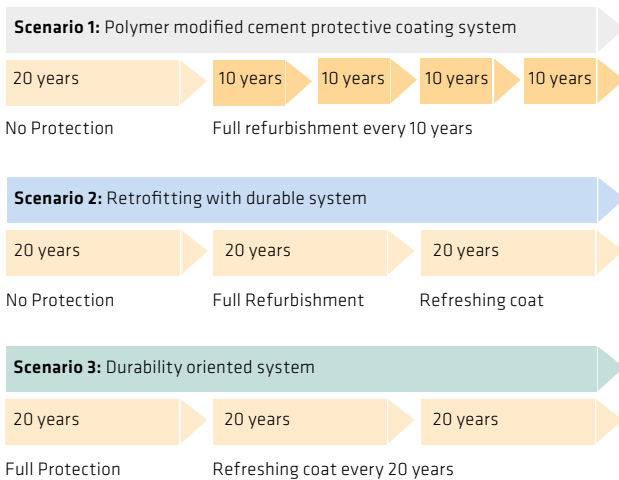 Scenario 1: Polymer modified cement protective coating system
20 years 10 years 10 years 10 years 10 years
No Protection Full refurbishment every 10 years
Scenario 2: Retrofitting with durable system
20 years 20 years 20 years
No Protection Full Refurbishment Refreshing coat
Scenario 3: Durability oriented system
20 years 20 years 20 years
Full Protection Refreshing coat every 20 years